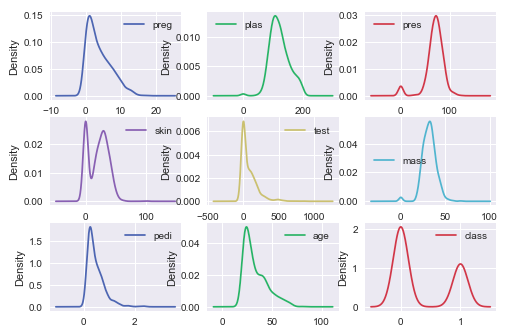 0.15
0.10
0.05
0.00
Density
preg
−10 0 10 20
0.010
0.005
0.000
Density
plas
0 200
0.03
0.02
0.01
0.00
Density
pres
0 100
0.02
0.01
0.00
Density
skin
0 100
0.006
0.004
0.002
0.000
Density
test
−500 0 500 1000
0.04
0.02
0.00
Density
mass
0 50 100
1.5
1.0
0.5
0.0
Density
pedi
0 2
0.04
0.02
0.00
Density
age
0 50 100
2
1
0
Density
class
0 1